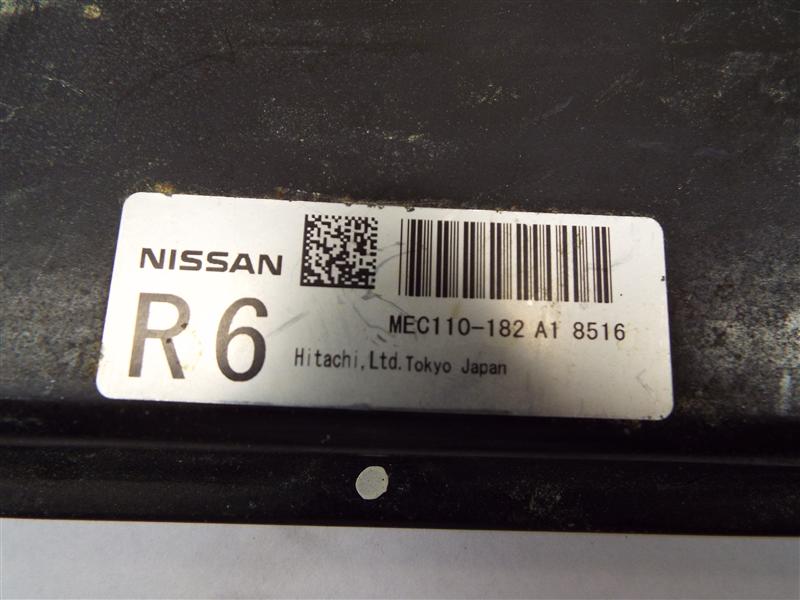 NISSAN
R6
MEC110-182 A1 8516
Hitachi,Ltd.Tokyo Japan